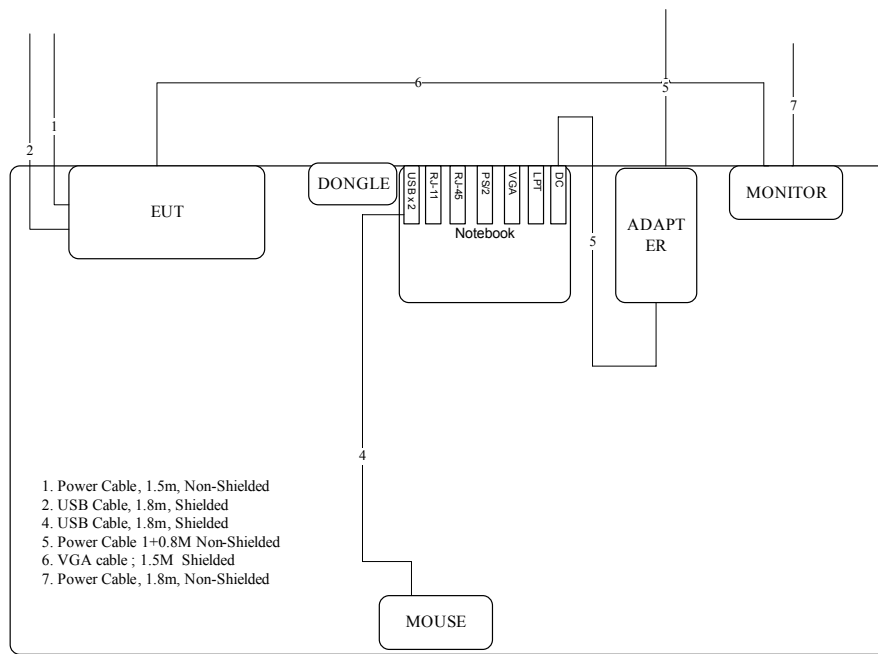 6
5
7
1
2
DONGLE
USB x 2
RJ-11
RJ-45
PS/2
VGA
LPT
DC
Notebook
EUT
MONITOR
ADAPT
ER
5
4
1. Power Cable, 1.5m, Non-Shielded
2. USB Cable, 1.8m, Shielded
4. USB Cable, 1.8m, Shielded
5. Power Cable 1+0.8M Non-Shielded
6. VGA cable ; 1.5M Shielded
7. Power Cable, 1.8m, Non-Shielded
MOUSE